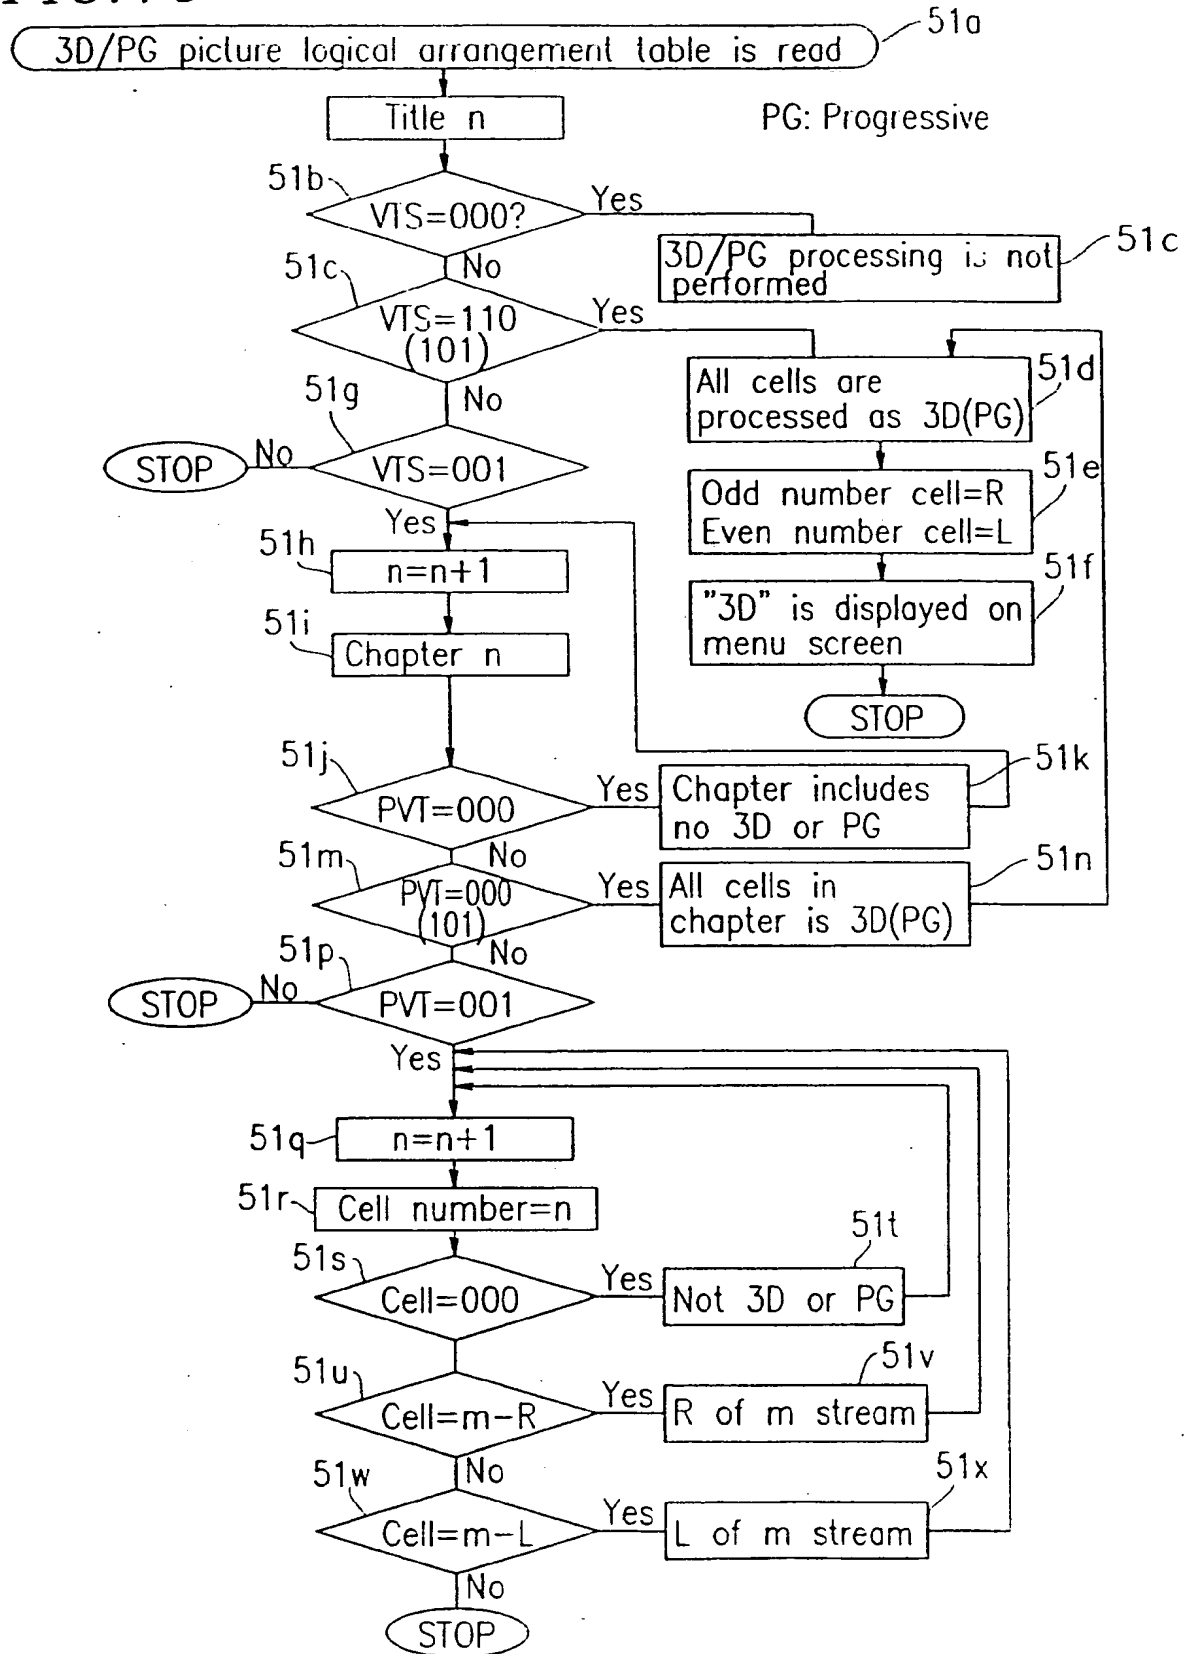 51a
3D/PG picture logical arrangement table is read
Title n
PG: Progressive
51b
VTS=000?
Yes
3D/PG processing is not
performed
51c
No
51c
VTS=110
(101)
Yes
No
All cells are
processed as 3D(PG)
51d
51g
VTS=001
No
STOP
Yes
Odd number cell=R
Even number cell=L
51e
51h
n=n+1
"3D" is displayed on
menu screen
51f
51i
Chapter n
STOP
51j
PVT=000
Yes
Chapter includes
no 3D or PG
51k
No
51m
PVT=000
(101)
Yes
All cells in
chapter is 3D(PG)
51n
No
51p
PVT=001
No
STOP
Yes
51q
n=n+1
51r
Cell number=n
51s
Cell=000
Yes
Not 3D or PG
51t
51u
Cell=m-R
Yes
R of m stream
51v
No
51w
Cell=m-L
Yes
L of m stream
51x
No
STOP